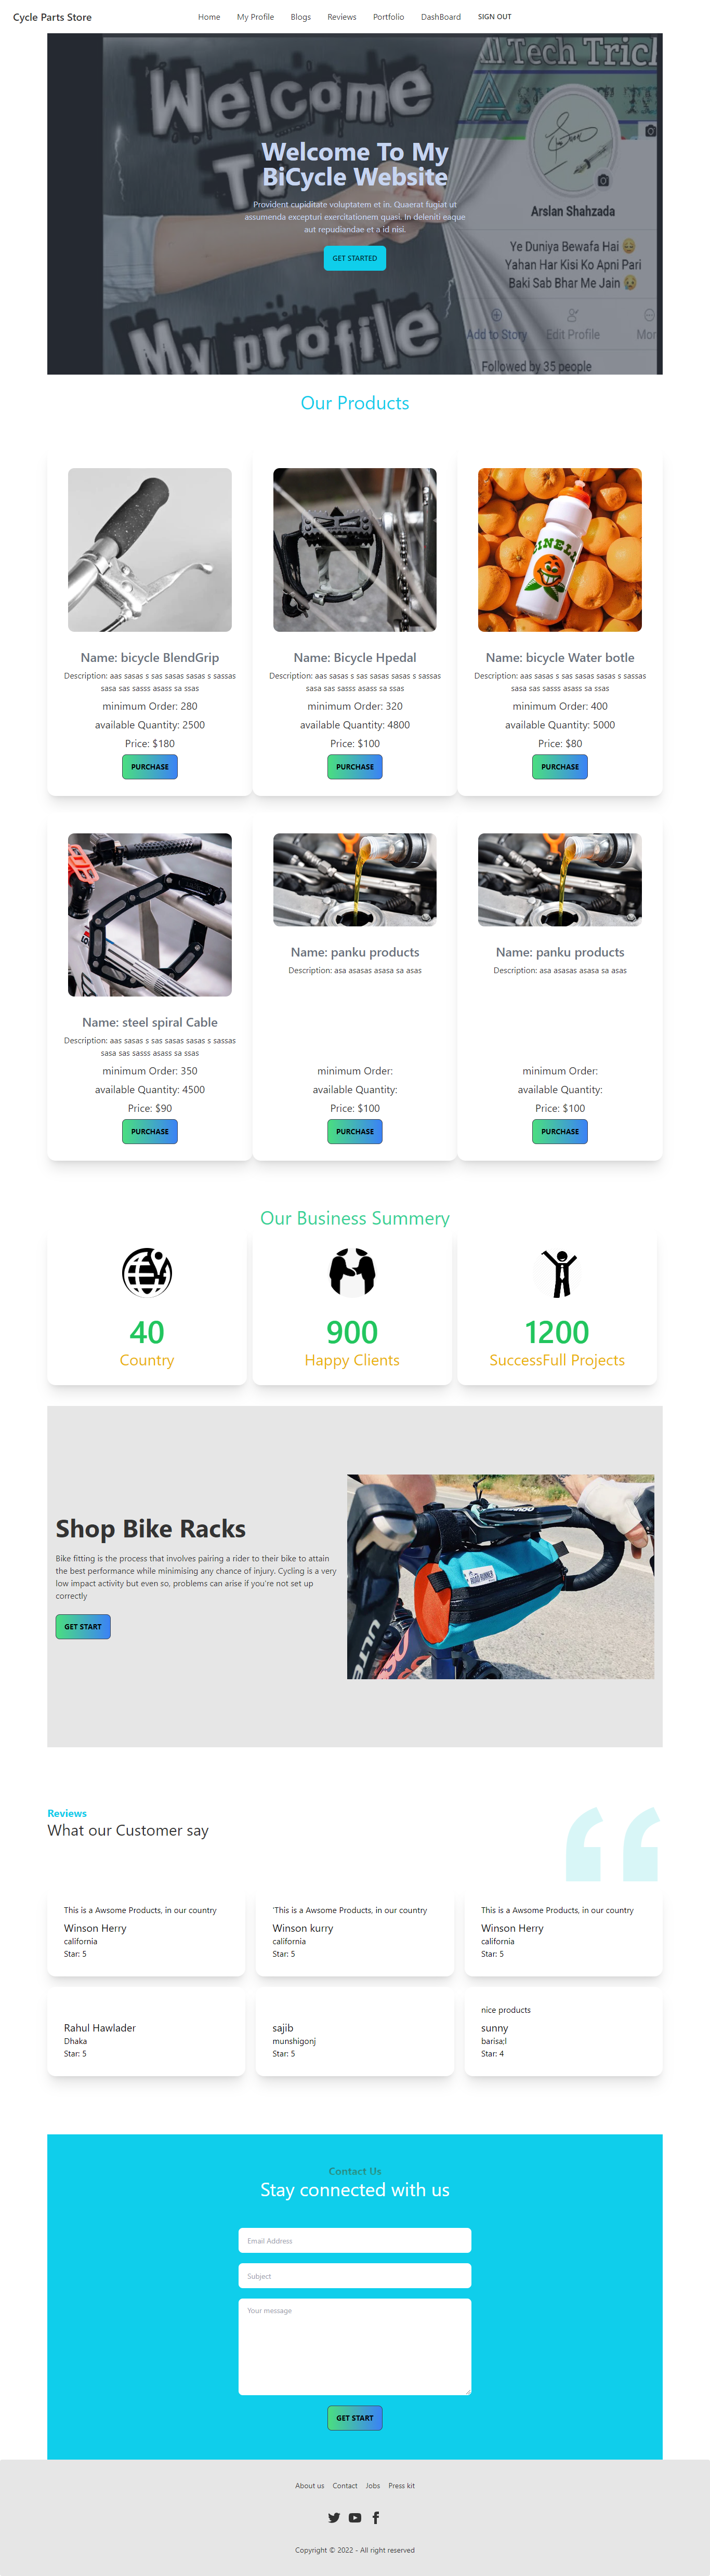 Cycle Parts Store
Home My Profile Blogs Reviews Portfolio DashBoard SIGN OUT
Welcome
To
My profile
ll Tech Tric
Arslan Shahzada
Ye Duniya Bewafa Hai 😔
Yahan Har Kisi Ko Apni Pari
Baki Sab Bhar Me Jain 😥
Add to Story Edit Profile Mor
Followed by 35 people
Welcome To My
BiCycle Website
Provident cupiditate voluptatem et in. Quaerat fugiat ut
assumenda excepturi exercitationem quasi. In deleniti eaque
aut repudiandae et a id nisi.
GET STARTED
Our Products
Name: bicycle BlendGrip
Description: aas sasas s sas sasas sasas s sassas
sasa sas sasss asass sa ssas
minimum Order: 280
available Quantity: 2500
Price: $180
PURCHASE
Name: Bicycle Hpedal
Description: aas sasas s sas sasas sasas s sassas
sasa sas sasss asass sa ssas
minimum Order: 320
available Quantity: 4800
Price: $100
PURCHASE
CINELLI
Name: bicycle Water botle
Description: aas sasas s sas sasas sasas s sassas
sasa sas sasss asass sa ssas
minimum Order: 400
available Quantity: 5000
Price: $80
PURCHASE
Name: steel spiral Cable
Description: aas sasas s sas sasas sasas s sassas
sasa sas sasss asass sa ssas
minimum Order: 350
available Quantity: 4500
Price: $90
PURCHASE
Name: panku products
Description: asa asasas asasa sa asas
minimum Order:
available Quantity:
Price: $100
PURCHASE
Name: panku products
Description: asa asasas asasa sa asas
minimum Order:
available Quantity:
Price: $100
PURCHASE
Our Business Summery
40
Country
900
Happy Clients
1200
SuccessFull Projects
Shop Bike Racks
Bike fitting is the process that involves pairing a rider to their bike to attain
the best performance while minimising any chance of injury. Cycling is a very
low impact activity but even so, problems can arise if you're not set up
correctly
GET START
ROAD RUNNER
ULTE
Reviews
What our Customer say
This is a Awsome Products, in our country
Winson Herry
california
Star: 5
'This is a Awsome Products, in our country
Winson kurry
california
Star: 5
This is a Awsome Products, in our country
Winson Herry
california
Star: 5
Rahul Hawlader
Dhaka
Star: 5
sajib
munshigonj
Star: 5
nice products
sunny
barisa;l
Star: 4
Contact Us
Stay connected with us
Email Address
Subject
Your message
GET START
About us Contact Jobs Press kit
Copyright © 2022 - All right reserved